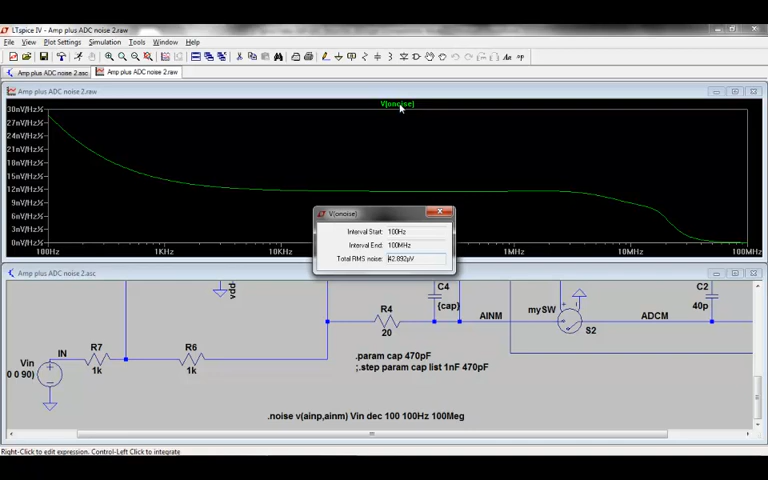 LTspice IV - Amp plus ADC noise 2.raw
File View Plot Settings Simulation Tools Window Help
Amp plus ADC noise 2.asc Amp plus ADC noise 2.raw
Amp plus ADC noise 2.raw
V(onoise)
30nV/Hz½
27nV/Hz½
24nV/Hz½
21nV/Hz½
18nV/Hz½
15nV/Hz½
12nV/Hz½
9nV/Hz½
6nV/Hz½
3nV/Hz½
0nV/Hz½
100Hz 1KHz 10KHz 1MHz 10MHz 100MHz
V(onoise)
Interval Start: 100Hz
Interval End: 100MHz
Total RMS noise: 42.892µV
Amp plus ADC noise 2.asc
vdd-
C4
{cap}
R4
20
AINM
mySW
S2
ADCM
C2
40p
Vin
0 0 90)
IN
R7
1k
R6
1k
.param cap 470pF
;.step param cap list 1nF 470pF
.noise v(ainp,ainm) Vin dec 100 100Hz 100Meg
Right-Click to edit expression. Control-Left Click to integrate